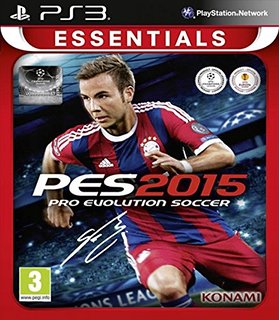 PS3
PlayStation Network
ESSENTIALS
PES2015
PRO EVOLUTION SOCCER
3
www.pegi.info
KONAMI